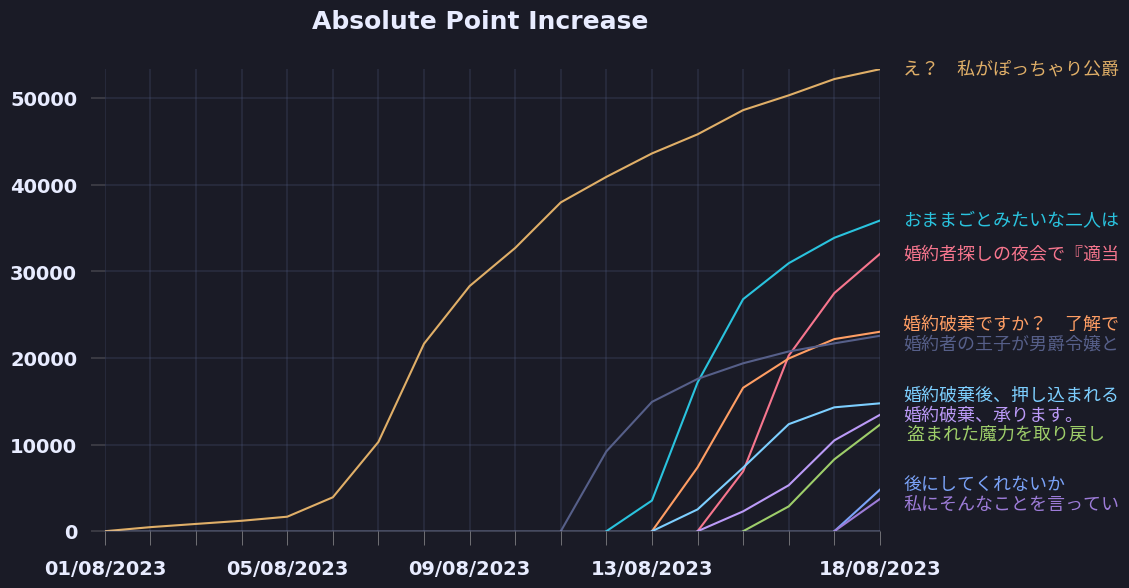 Absolute Point Increase
50000
40000
30000
20000
10000
0
え？　私がぽっちゃり公爵
おままごとみたいな二人は
婚約者探しの夜会で『適当
婚約破棄ですか？　了解で
婚約者の王子が男爵令嬢と
婚約破棄後、押し込まれる
婚約破棄、承ります。
盗まれた魔力を取り戻し
後にしてくれないか
私にそんなことを言ってい
01/08/2023
05/08/2023
09/08/2023
13/08/2023
18/08/2023